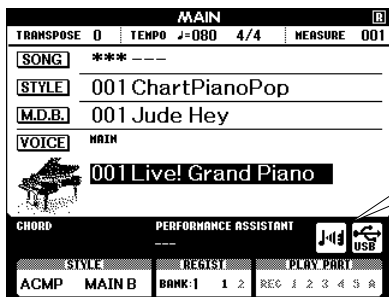 MAIN R
TRANSPOSE 0 TEMPO ♩=080 4/4 MEASURE 001
SONG *** ---
STYLE 001 ChartPianoPop
M.D.B. 001 Jude Hey
VOICE MAIN
001 Live! Grand Piano
CHORD PERFORMANCE ASSISTANT
---
USB
STYLE REGIST PLAY PART
ACMP MAIN B BANK:1 1 2 REC 1 2 3 4 5 A